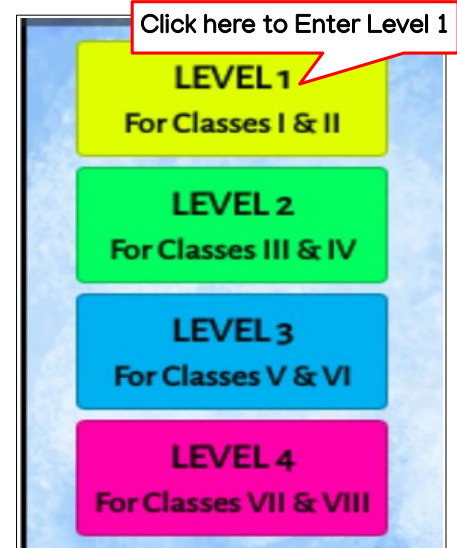 Click here to Enter Level 1
LEVEL 1
For Classes I & II
LEVEL 2
For Classes III & IV
LEVEL 3
For Classes V & VI
LEVEL 4
For Classes VII & VIII